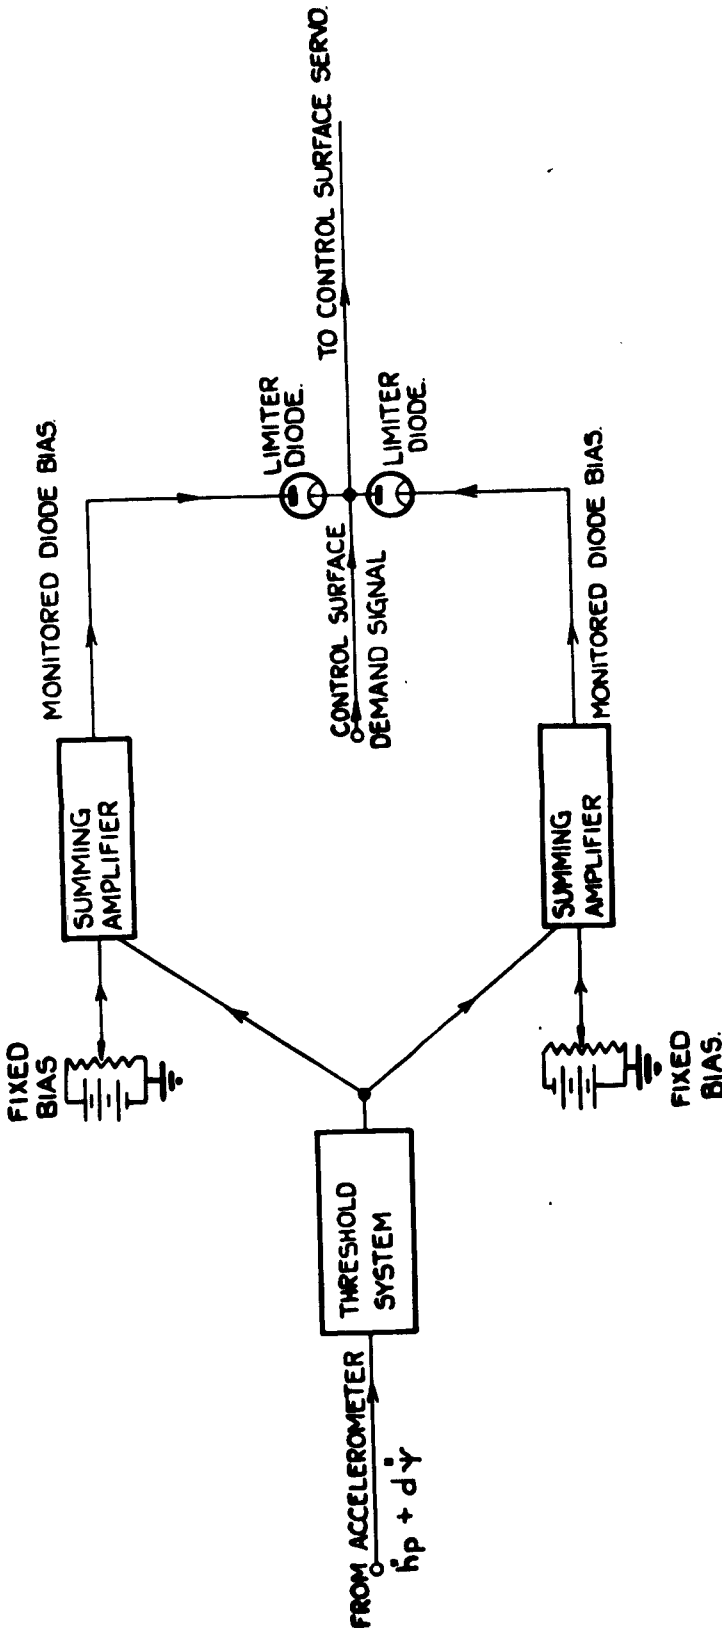 FROM ACCELEROMETER
ḧp + dψ̈
THRESHOLD
SYSTEM
FIXED
BIAS
FIXED
BIAS.
SUMMING
AMPLIFIER
SUMMING
AMPLIFIER
MONITORED DIODE BIAS.
MONITORED DIODE BIAS.
CONTROL SURFACE
DEMAND SIGNAL
LIMITER
DIODE.
LIMITER
DIODE.
TO CONTROL SURFACE SERVO.